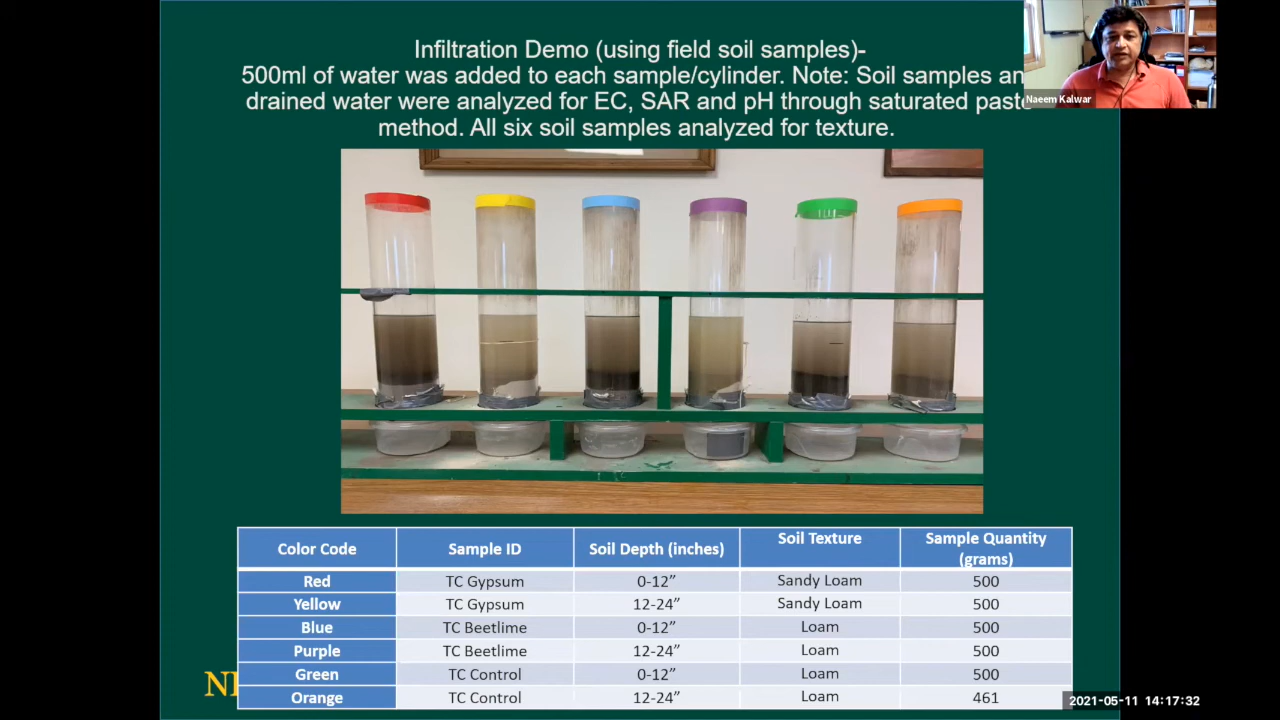 Infiltration Demo (using field soil samples)-
500ml of water was added to each sample/cylinder. Note: Soil samples an
drained water were analyzed for EC, SAR and pH through saturated paste
method. All six soil samples analyzed for texture.
Naeem Kalwar
Color Code Sample ID Soil Depth (inches) Soil Texture Sample Quantity (grams)
Red TC Gypsum 0-12” Sandy Loam 500
Yellow TC Gypsum 12-24” Sandy Loam 500
Blue TC Beetlime 0-12” Loam 500
Purple TC Beetlime 12-24” Loam 500
Green TC Control 0-12” Loam 500
Orange TC Control 12-24” Loam 461
2021-05-11 14:17:32